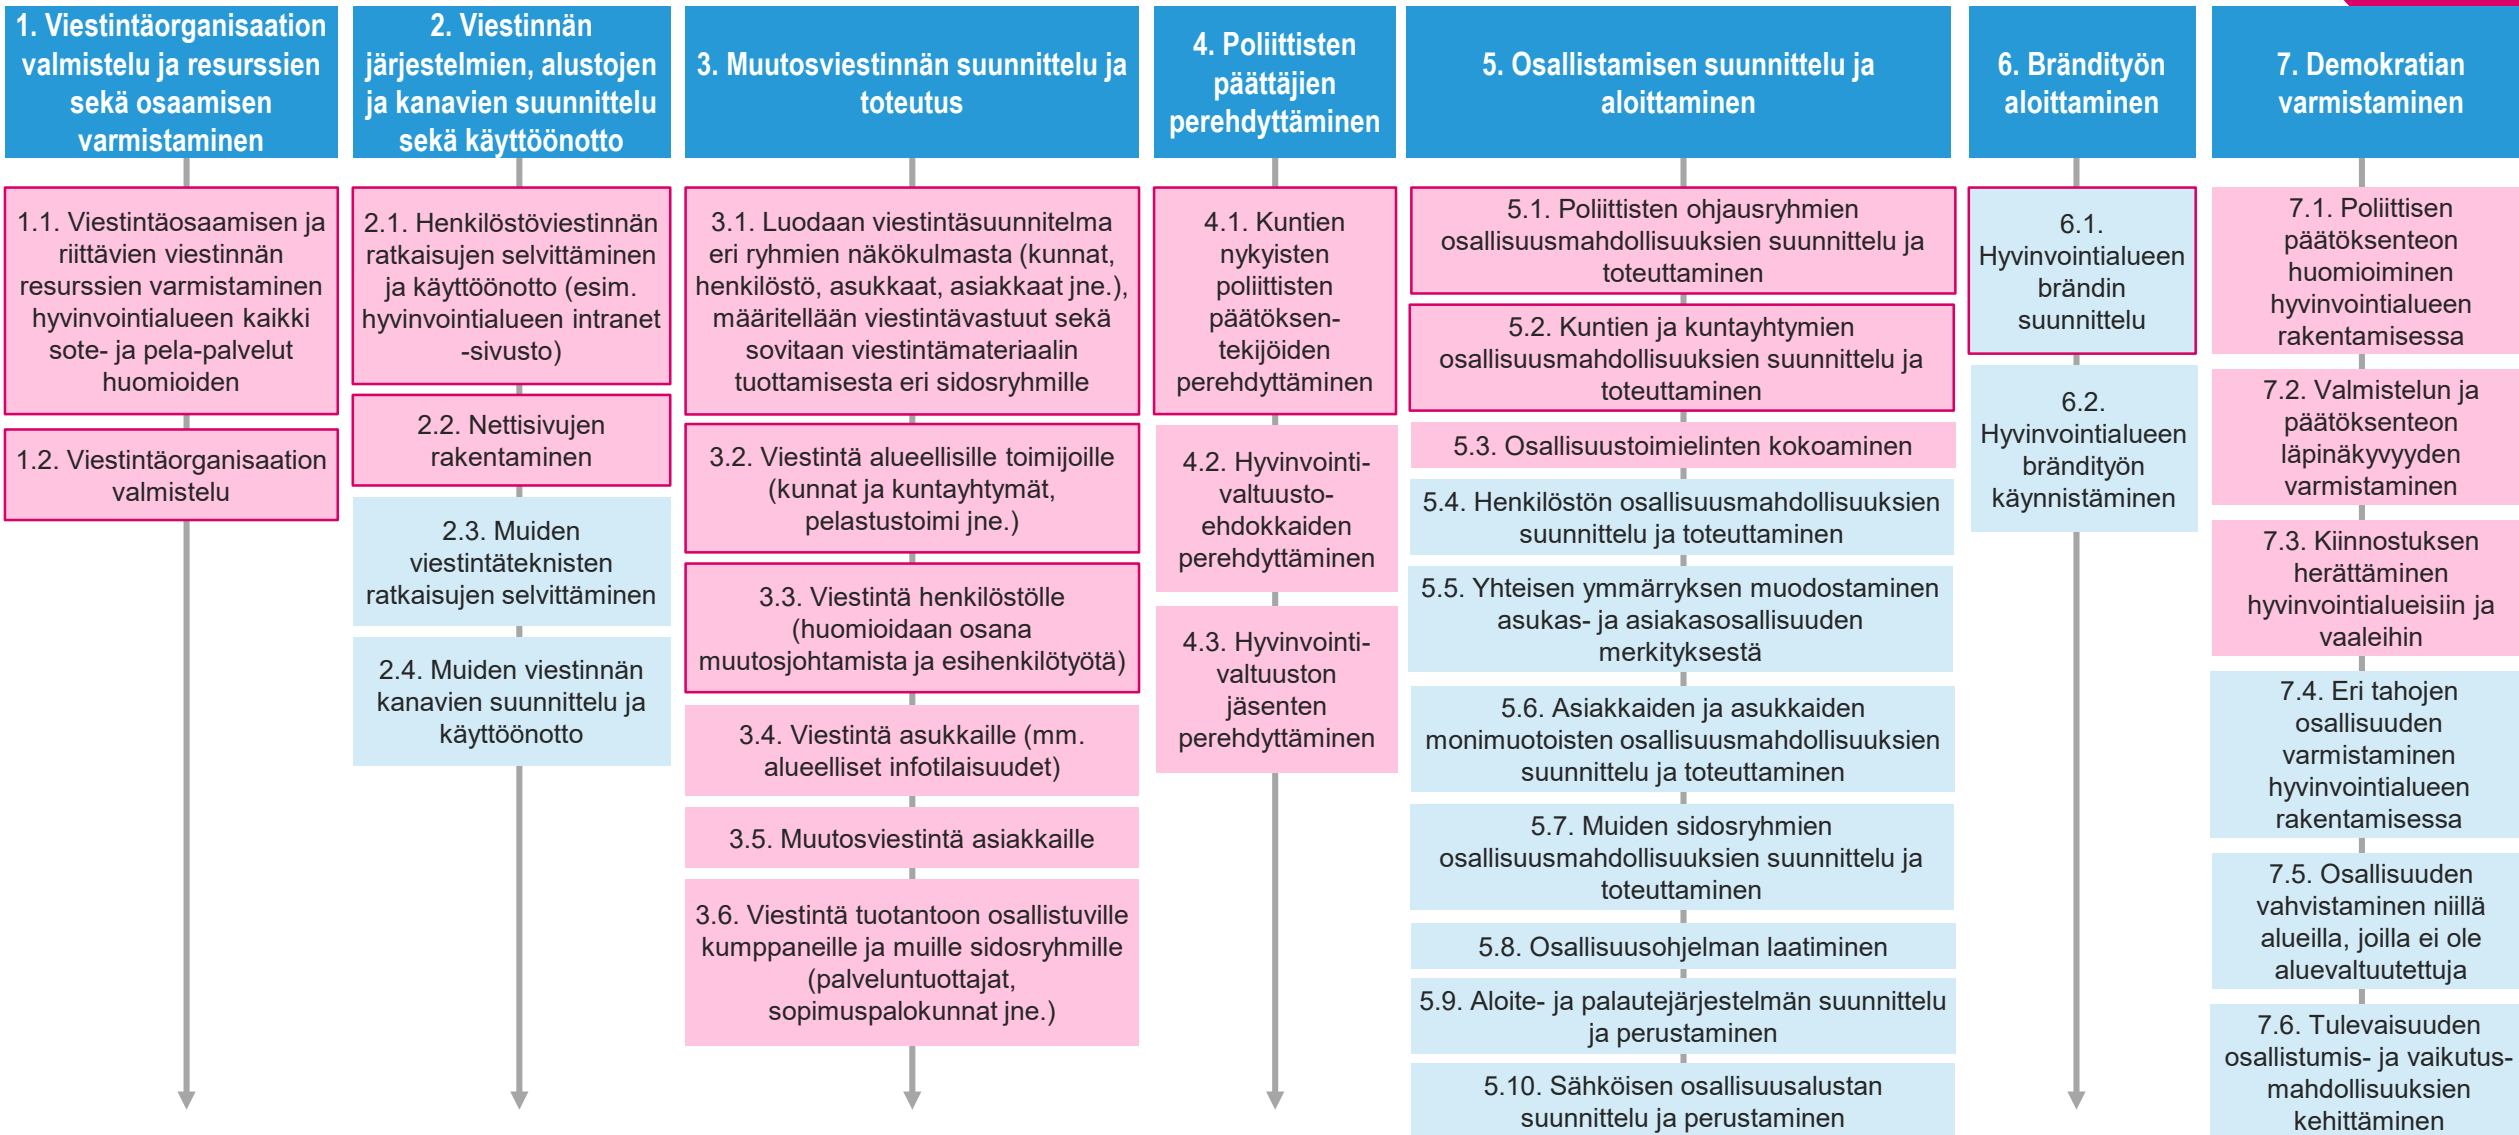 1. Viestintäorganisaation
valmistelu ja resurssien
sekä osaamisen
varmistaminen
1.1. Viestintäosaamisen ja
riittävien viestinnän
resurssien varmistaminen
hyvinvointialueen kaikki
sote- ja pela-palvelut
huomioiden
1.2. Viestintäorganisaation
valmistelu
2. Viestinnän
järjestelmien, alustojen
ja kanavien suunnittelu
sekä käyttöönotto
2.1. Henkilöstöviestinnän
ratkaisujen selvittäminen
ja käyttöönotto (esim.
hyvinvointialueen intranet
-sivusto)
2.2. Nettisivujen
rakentaminen
2.3. Muiden
viestintäteknisten
ratkaisujen selvittäminen
2.4. Muiden viestinnän
kanavien suunnittelu ja
käyttöönotto
3. Muutosviestinnän suunnittelu ja
toteutus
3.1. Luodaan viestintäsuunnitelma
eri ryhmien näkökulmasta (kunnat,
henkilöstö, asukkaat, asiakkaat jne.),
määritellään viestintävastuut sekä
sovitaan viestintämateriaalin
tuottamisesta eri sidosryhmille
3.2. Viestintä alueellisille toimijoille
(kunnat ja kuntayhtymät,
pelastustoimi jne.)
3.3. Viestintä henkilöstölle
(huomioidaan osana
muutosjohtamista ja esihenkilötyötä)
3.4. Viestintä asukkaille (mm.
alueelliset infotilaisuudet)
3.5. Muutosviestintä asiakkaille
3.6. Viestintä tuotantoon osallistuville
kumppaneille ja muille sidosryhmille
(palveluntuottajat,
sopimuspalokunnat jne.)
4. Poliittisten
päättäjien
perehdyttäminen
4.1. Kuntien
nykyisten
poliittisten
päätöksen-
tekijöiden
perehdyttäminen
4.2. Hyvinvointi-
valtuusto-
ehdokkaiden
perehdyttäminen
4.3. Hyvinvointi-
valtuuston
jäsenten
perehdyttäminen
5. Osallistamisen suunnittelu ja
aloittaminen
5.1. Poliittisten ohjausryhmien
osallisuusmahdollisuuksien suunnittelu ja
toteuttaminen
5.2. Kuntien ja kuntayhtymien
osallisuusmahdollisuuksien suunnittelu ja
toteuttaminen
5.3. Osallisuustoimielinten kokoaminen
5.4. Henkilöstön osallisuusmahdollisuuksien
suunnittelu ja toteuttaminen
5.5. Yhteisen ymmärryksen muodostaminen
asukas- ja asiakasosallisuuden
merkityksestä
5.6. Asiakkaiden ja asukkaiden
monimuotoisten osallisuusmahdollisuuksien
suunnittelu ja toteuttaminen
5.7. Muiden sidosryhmien
osallisuusmahdollisuuksien suunnittelu ja
toteuttaminen
5.8. Osallisuusohjelman laatiminen
5.9. Aloite- ja palautejärjestelmän suunnittelu
ja perustaminen
5.10. Sähköisen osallisuusalustan
suunnittelu ja perustaminen
6. Brändityön
aloittaminen
6.1.
Hyvinvointialueen
brändin
suunnittelu
6.2.
Hyvinvointialueen
brändityön
käynnistäminen
7. Demokratian
varmistaminen
7.1. Poliittisen
päätöksenteon
huomioiminen
hyvinvointialueen
rakentamisessa
7.2. Valmistelun ja
päätöksenteon
läpinäkyvyyden
varmistaminen
7.3. Kiinnostuksen
herättäminen
hyvinvointialueisiin ja
vaaleihin
7.4. Eri tahojen
osallisuuden
varmistaminen
hyvinvointialueen
rakentamisessa
7.5. Osallisuuden
vahvistaminen niillä
alueilla, joilla ei ole
aluevaltuutettuja
7.6. Tulevaisuuden
osallistumis- ja vaikutus-
mahdollisuuksien
kehittäminen